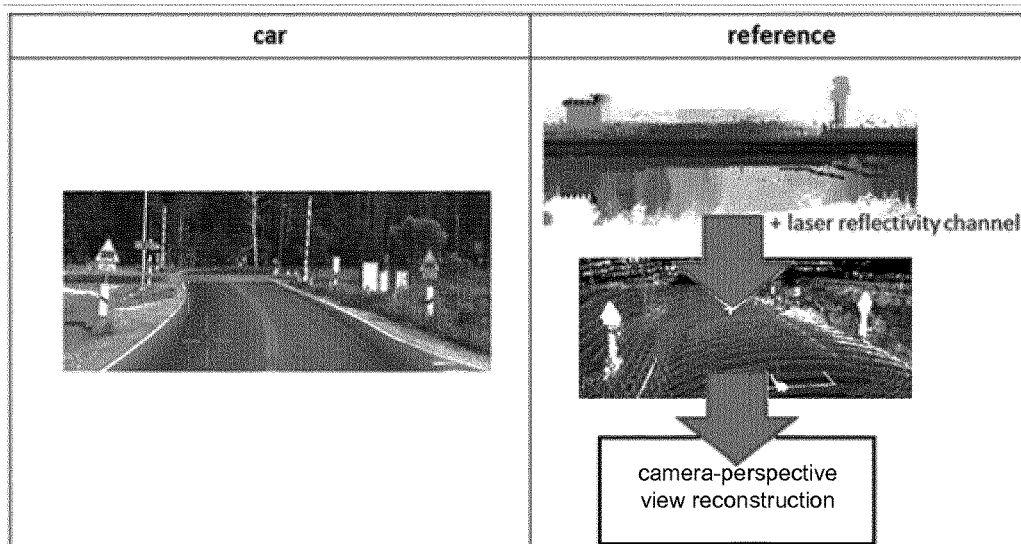 car
reference
+ laser reflectivity channel
camera-perspective
view reconstruction